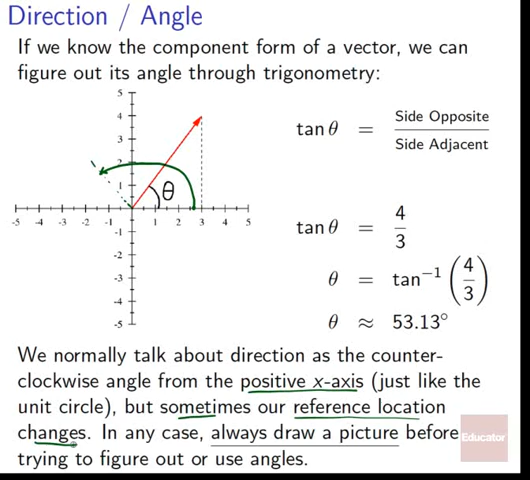 Direction / Angle
If we know the component form of a vector, we can
figure out its angle through trigonometry:
5
4
3
2
1
-5 -4 -3 -2 -1 1 2 3 4 5
-1
-2
-3
-4
-5
θ
tan θ = Side Opposite / Side Adjacent
tan θ = 4/3
θ = tan⁻¹ (4/3)
θ ≈ 53.13°
We normally talk about direction as the counter-
clockwise angle from the positive x-axis (just like the
unit circle), but sometimes our reference location
changes. In any case, always draw a picture before
trying to figure out or use angles.
Educator